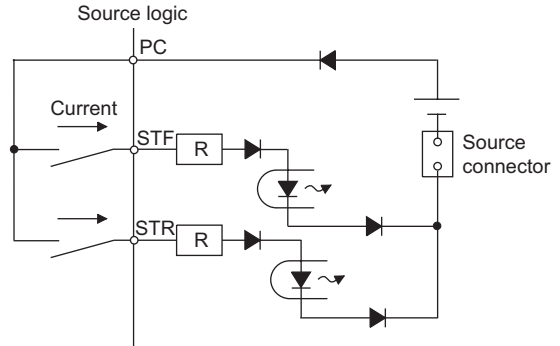 Source logic
PC
Current
STF
R
Source
connector
STR
R